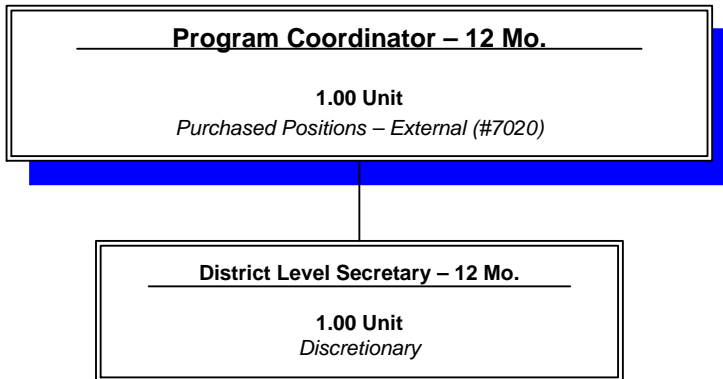 Program Coordinator – 12 Mo.
1.00 Unit
Purchased Positions – External (#7020)
District Level Secretary – 12 Mo.
1.00 Unit
Discretionary